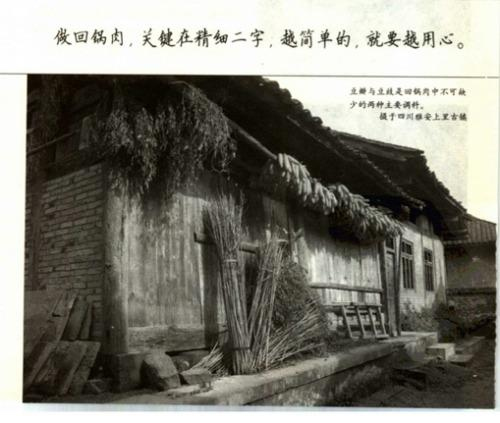 做回锅肉，关键在精细二字，越简单的，就要越用心。
豆瓣与豆豉是回锅肉中不可缺
少的两种主要调料。
摄于四川雅安上里古镇